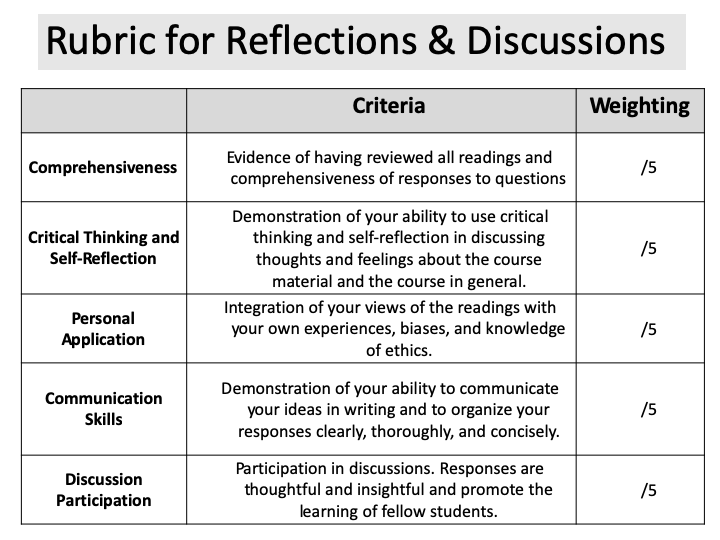 Rubric for Reflections & Discussions
Criteria
Weighting
Comprehensiveness
Evidence of having reviewed all readings and
comprehensiveness of responses to questions
/5
Critical Thinking and
Self-Reflection
Demonstration of your ability to use critical
thinking and self-reflection in discussing
thoughts and feelings about the course
material and the course in general.
/5
Personal
Application
Integration of your views of the readings with
your own experiences, biases, and knowledge
of ethics.
/5
Communication
Skills
Demonstration of your ability to communicate
your ideas in writing and to organize your
responses clearly, thoroughly, and concisely.
/5
Discussion
Participation
Participation in discussions. Responses are
thoughtful and insightful and promote the
learning of fellow students.
/5